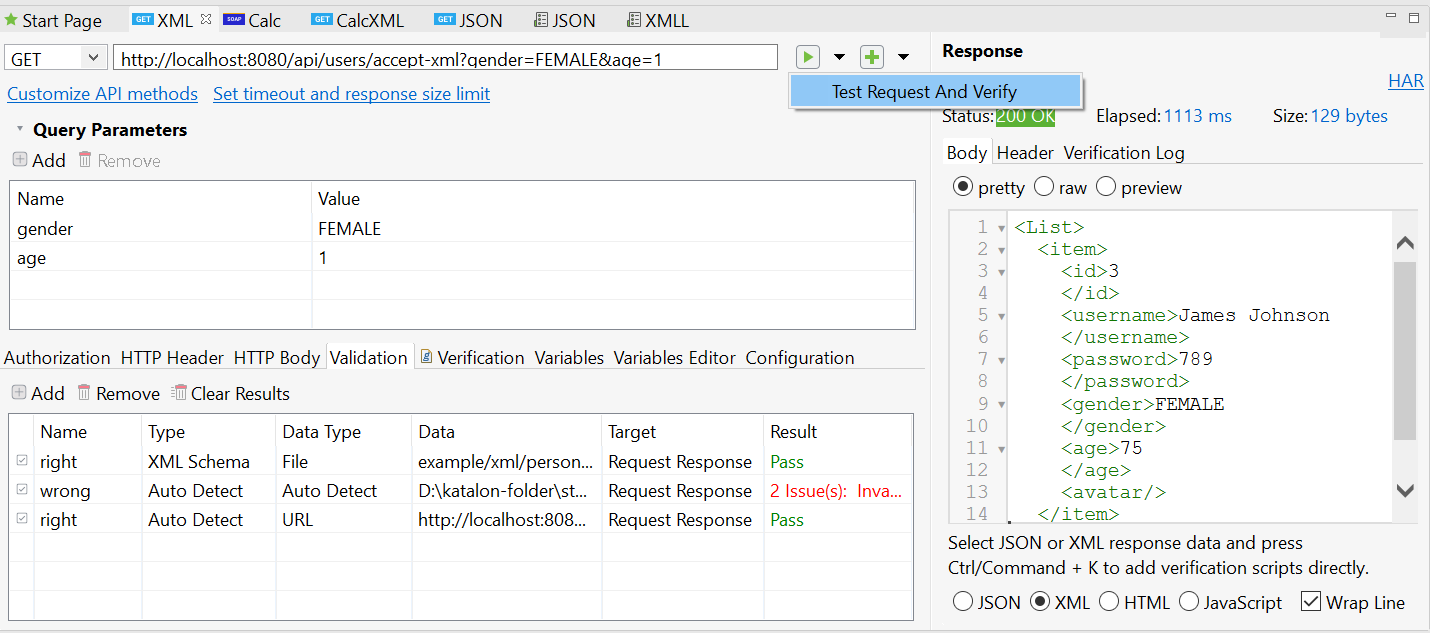 Start Page GET XML SOAP Calc GET CalcXML GET JSON JSON XMLL
GET http://localhost:8080/api/users/accept-xml?gender=FEMALE&age=1
Customize API methods Set timeout and response size limit
Query Parameters
Add Remove
Name Value
gender FEMALE
age 1
Authorization HTTP Header HTTP Body Validation Verification Variables Variables Editor Configuration
Add Remove Clear Results
Name Type Data Type Data Target Result
right XML Schema File example/xml/person... Request Response Pass
wrong Auto Detect Auto Detect D:\katalon-folder\st... Request Response 2 Issue(s): Inva...
right Auto Detect URL http://localhost:808... Request Response Pass
Test Request And Verify
Response
HAR
Status: 200 OK Elapsed: 1113 ms Size: 129 bytes
Body Header Verification Log
pretty raw preview
1 <List>
2 <item>
3 <id>3
4 </id>
5 <username>James Johnson
6 </username>
7 <password>789
8 </password>
9 <gender>FEMALE
10 </gender>
11 <age>75
12 </age>
13 <avatar/>
14 </item>
Select JSON or XML response data and press
Ctrl/Command + K to add verification scripts directly.
JSON XML HTML JavaScript Wrap Line